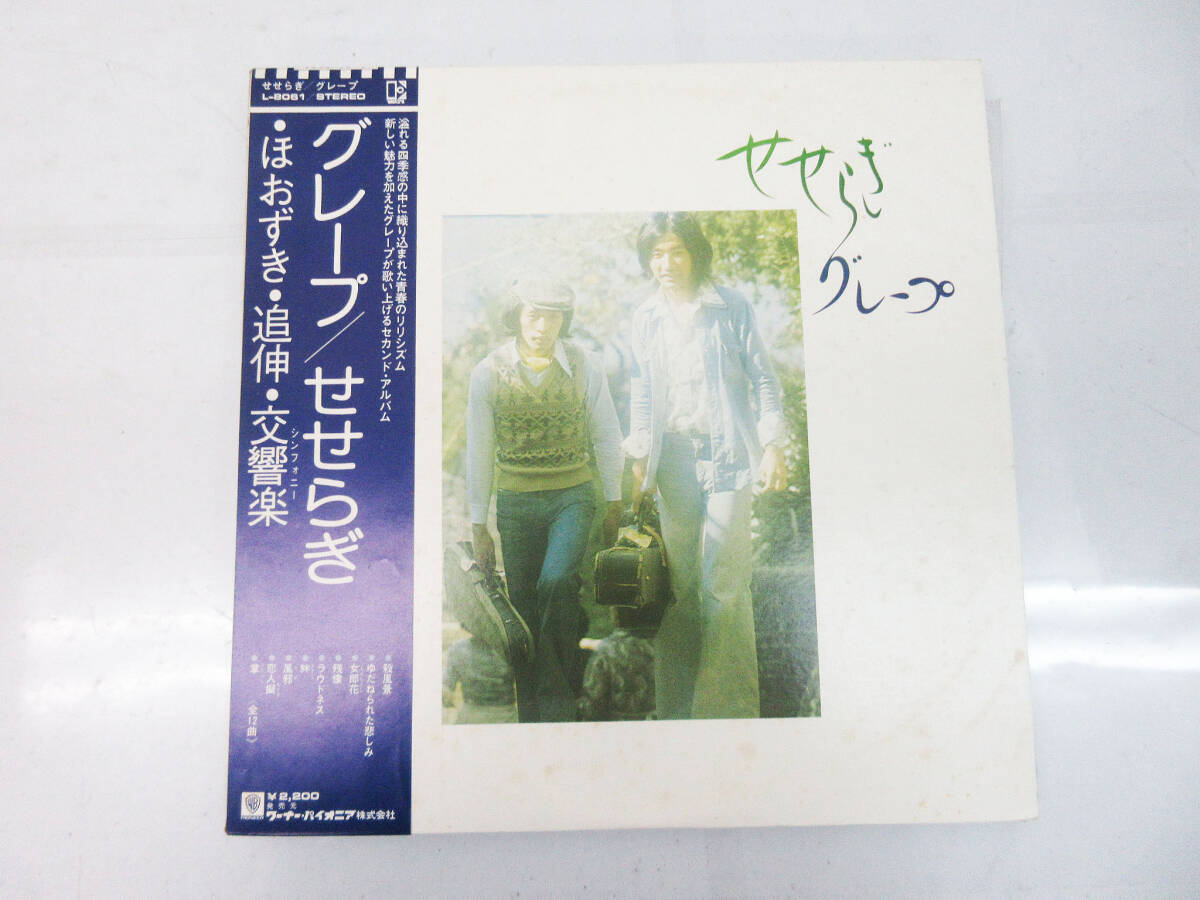 せせらぎ/グレープ
L-8061/STEREO
溢れる四季感の中に織り込まれた青春のリリシズム
新しい魅力を加えたグレープが歌い上げるセカンド・アルバム
グレープ/せせらぎ
•ほおずき•追伸•交響楽
シンフォニー
●殺風景
●ゆだねられた悲しみ
●女郎花
●残像
●ラウドネス
●絆
●風邪
●恋人擬
●掌
全12曲》
¥2,200
発売元
ワーナー・パイオニア株式会社
せせらぎ
グレープ